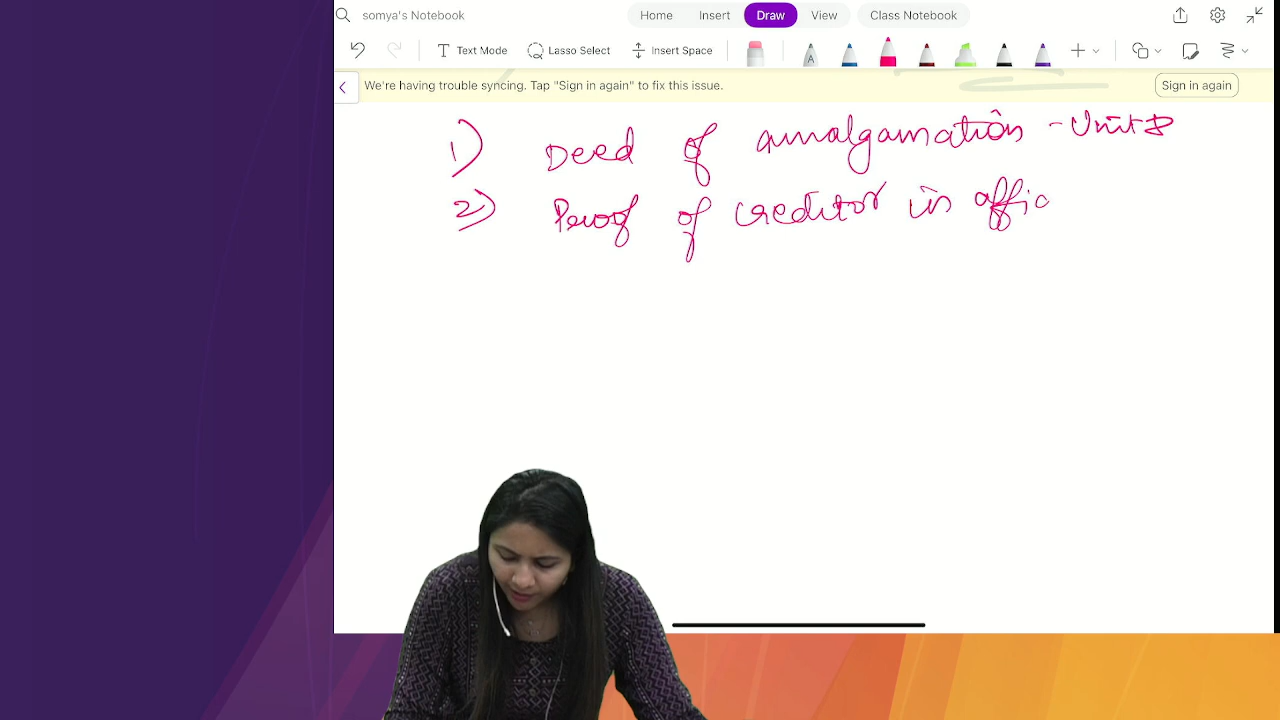 somya's Notebook Home Insert Draw View Class Notebook
Text Mode Lasso Select Insert Space A
We're having trouble syncing. Tap "Sign in again" to fix this issue. Sign in again
1) Deed of amalgamation - Unit 8
2) Proof of creditor in affic